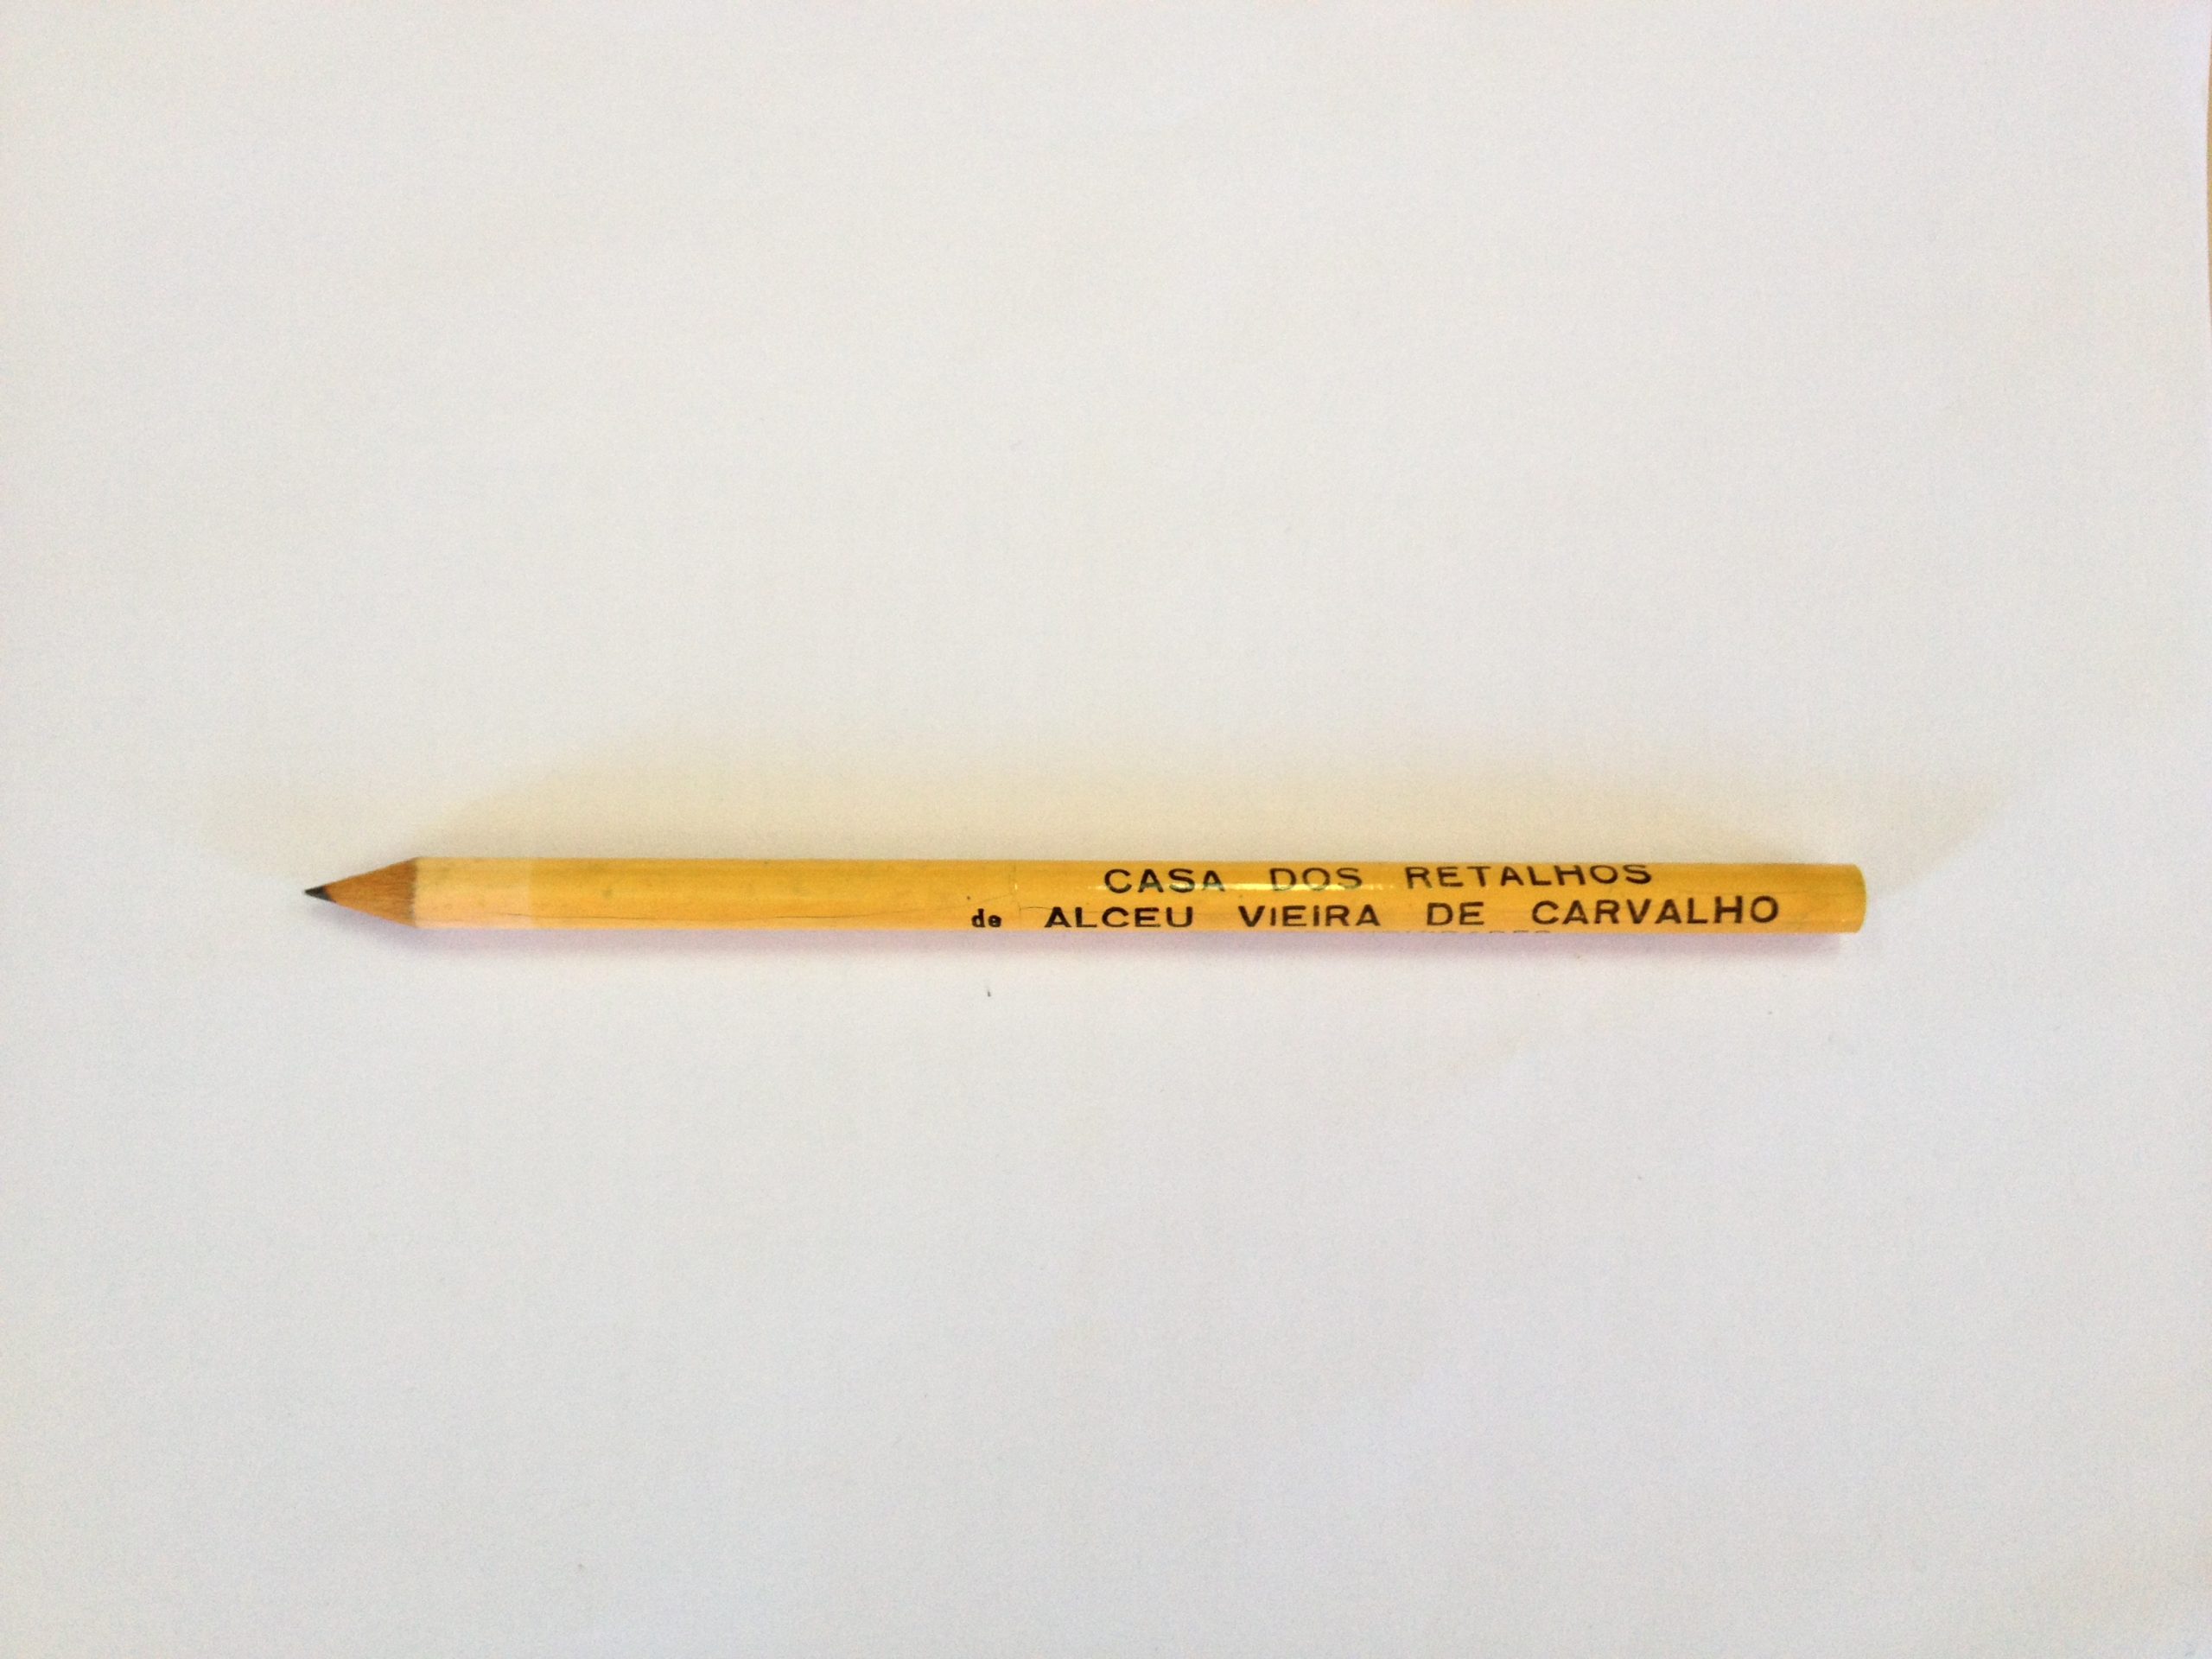 CASA DOS RETALHOS
de ALCEU VIEIRA DE CARVALHO